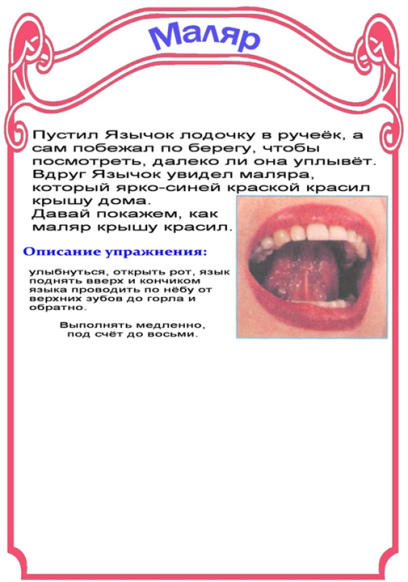 Маляр
Пустил Язычок лодочку в ручеёк, а
сам побежал по берегу, чтобы
посмотреть, далеко ли она уплывёт.
Вдруг Язычок увидел маляра,
который ярко-синей краской красил
крышу дома.
Давай покажем, как
маляр крышу красил.
Описание упражнения:
улыбнуться, открыть рот, язык
поднять вверх и кончиком
языка проводить по нёбу от
верхних зубов до горла и
обратно.
Выполнять медленно,
под счёт до восьми.